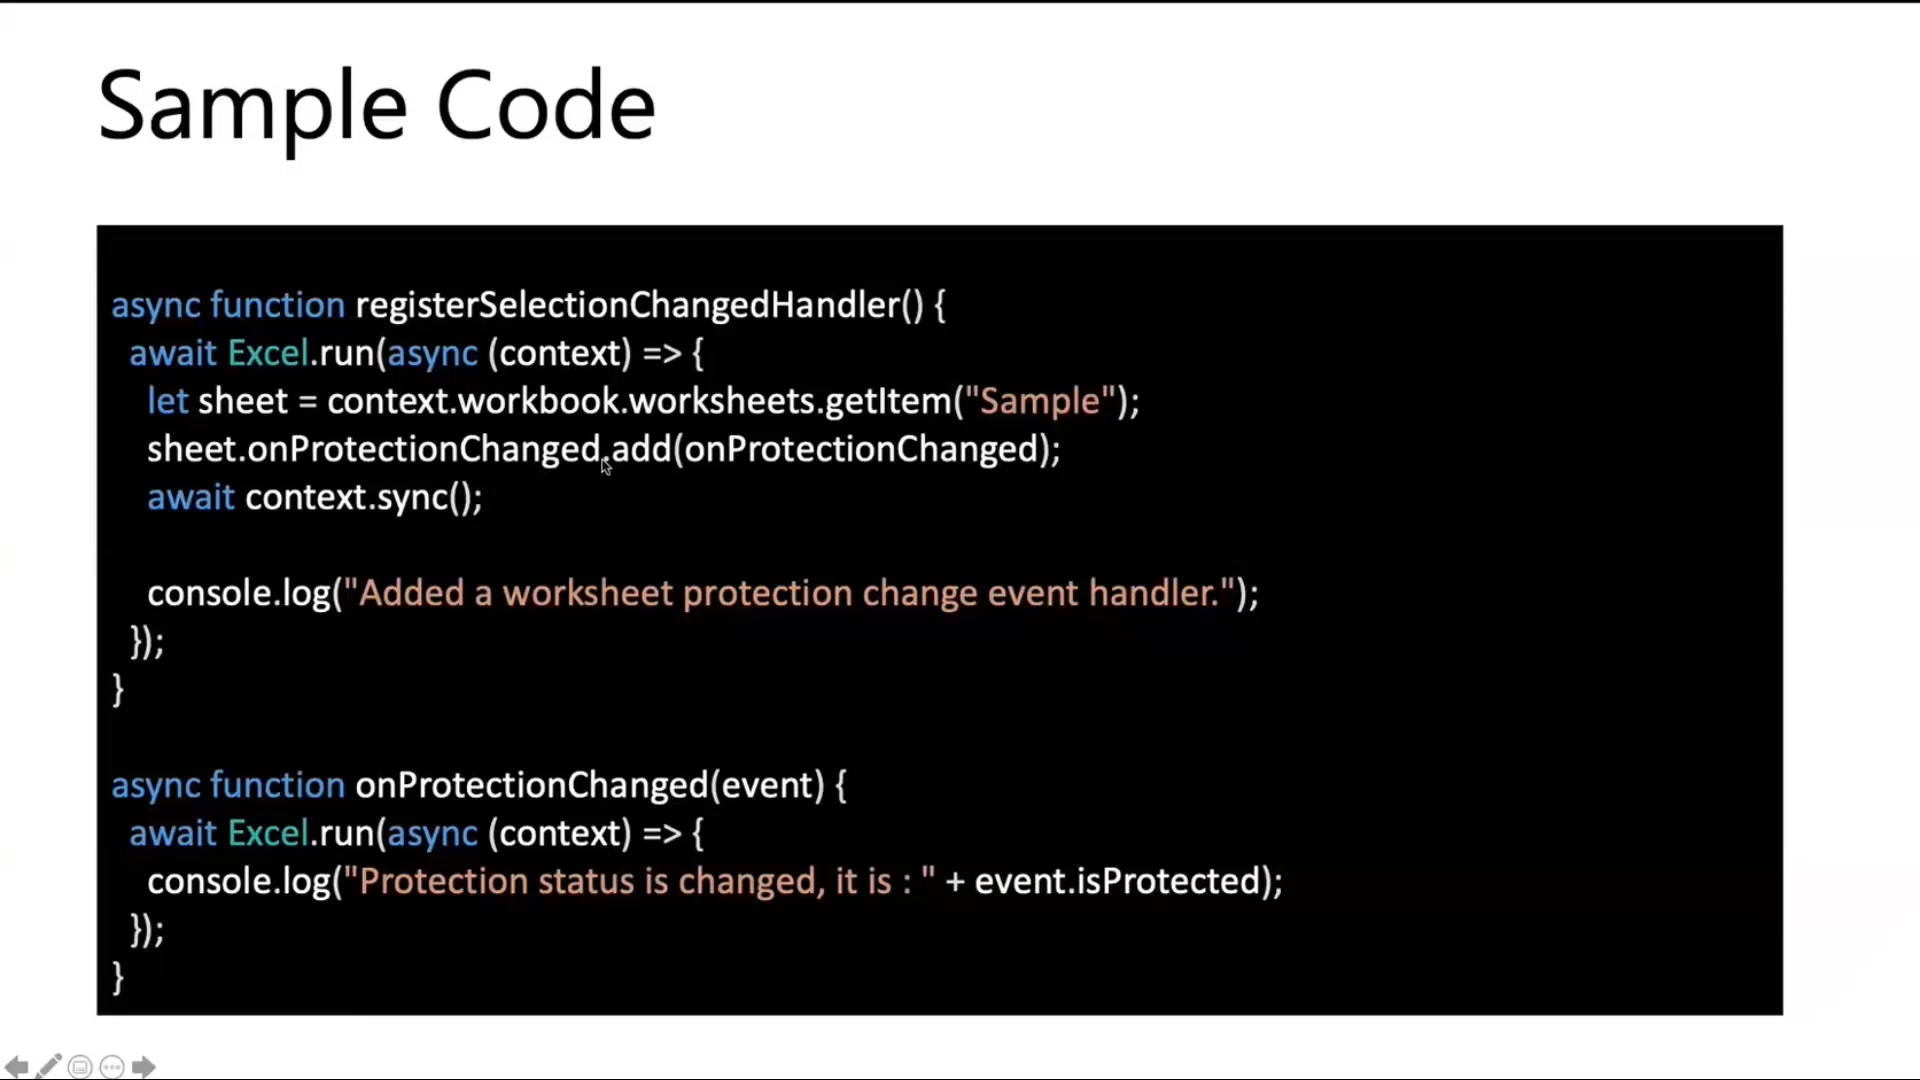 Sample Code
async function registerSelectionChangedHandler() {
await Excel.run(async (context) => {
let sheet = context.workbook.worksheets.getItem("Sample");
sheet.onProtectionChanged.add(onProtectionChanged);
await context.sync();
console.log("Added a worksheet protection change event handler.");
});
}
async function onProtectionChanged(event) {
await Excel.run(async (context) => {
console.log("Protection status is changed, it is : " + event.isProtected);
});
}